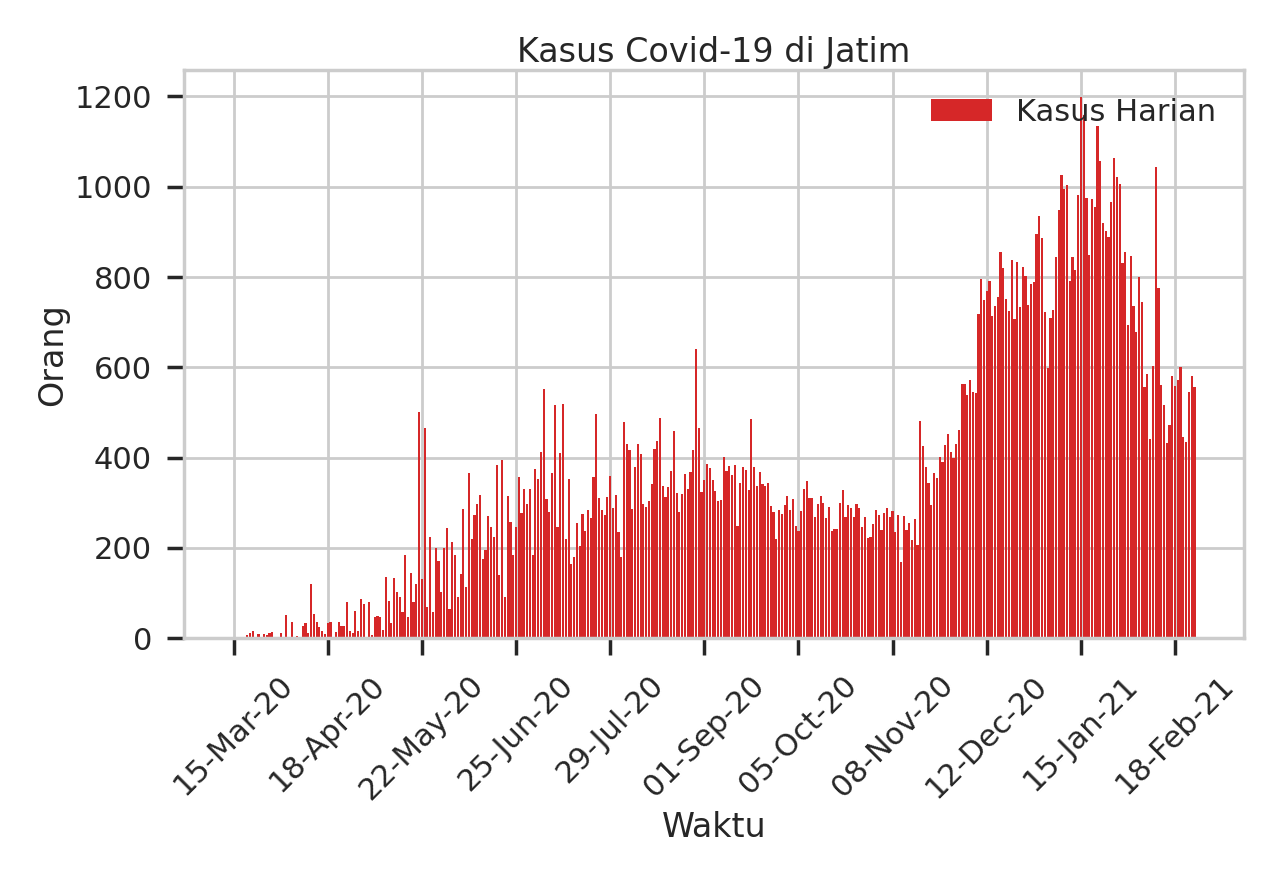 Kasus Covid-19 di Jatim
Kasus Harian
Orang
1200
1000
800
600
400
200
0
15-Mar-20
18-Apr-20
22-May-20
25-Jun-20
29-Jul-20
01-Sep-20
05-Oct-20
08-Nov-20
12-Dec-20
15-Jan-21
18-Feb-21
Waktu